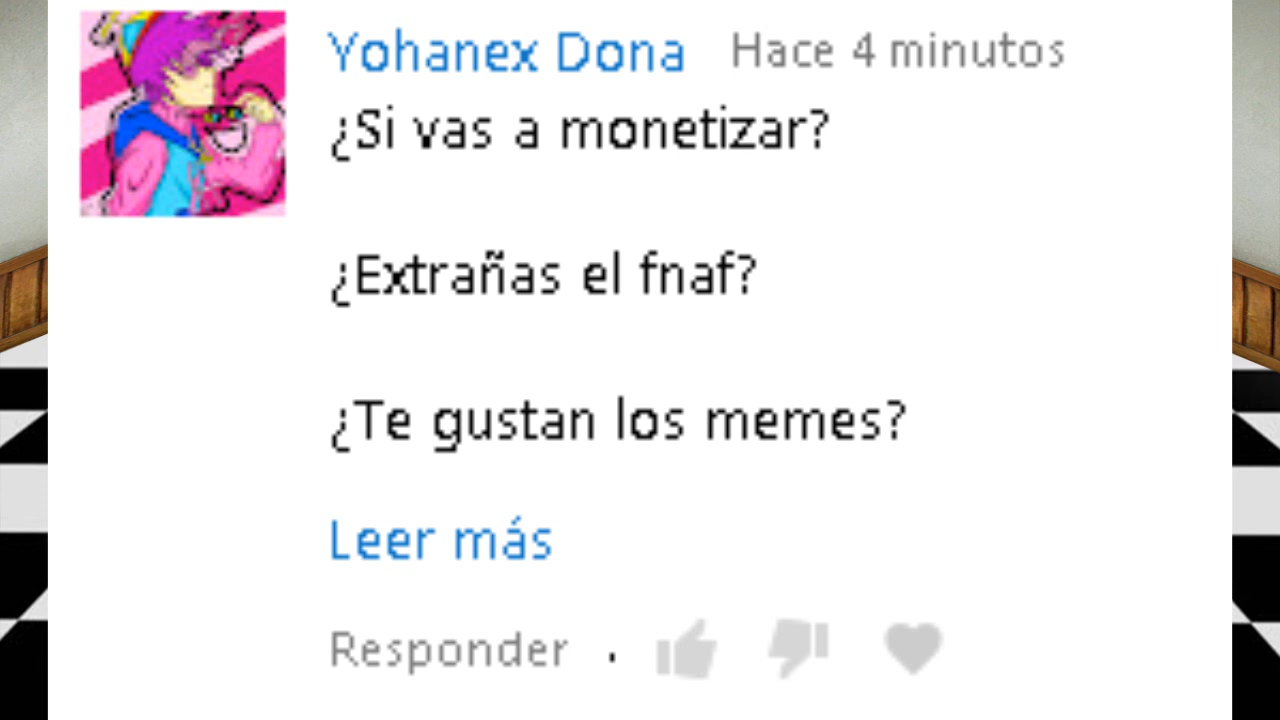 Yohanex Dona Hace 4 minutos
¿Si vas a monetizar?
¿Extrañas el fnaf?
¿Te gustan los memes?
Leer más
Responder ·